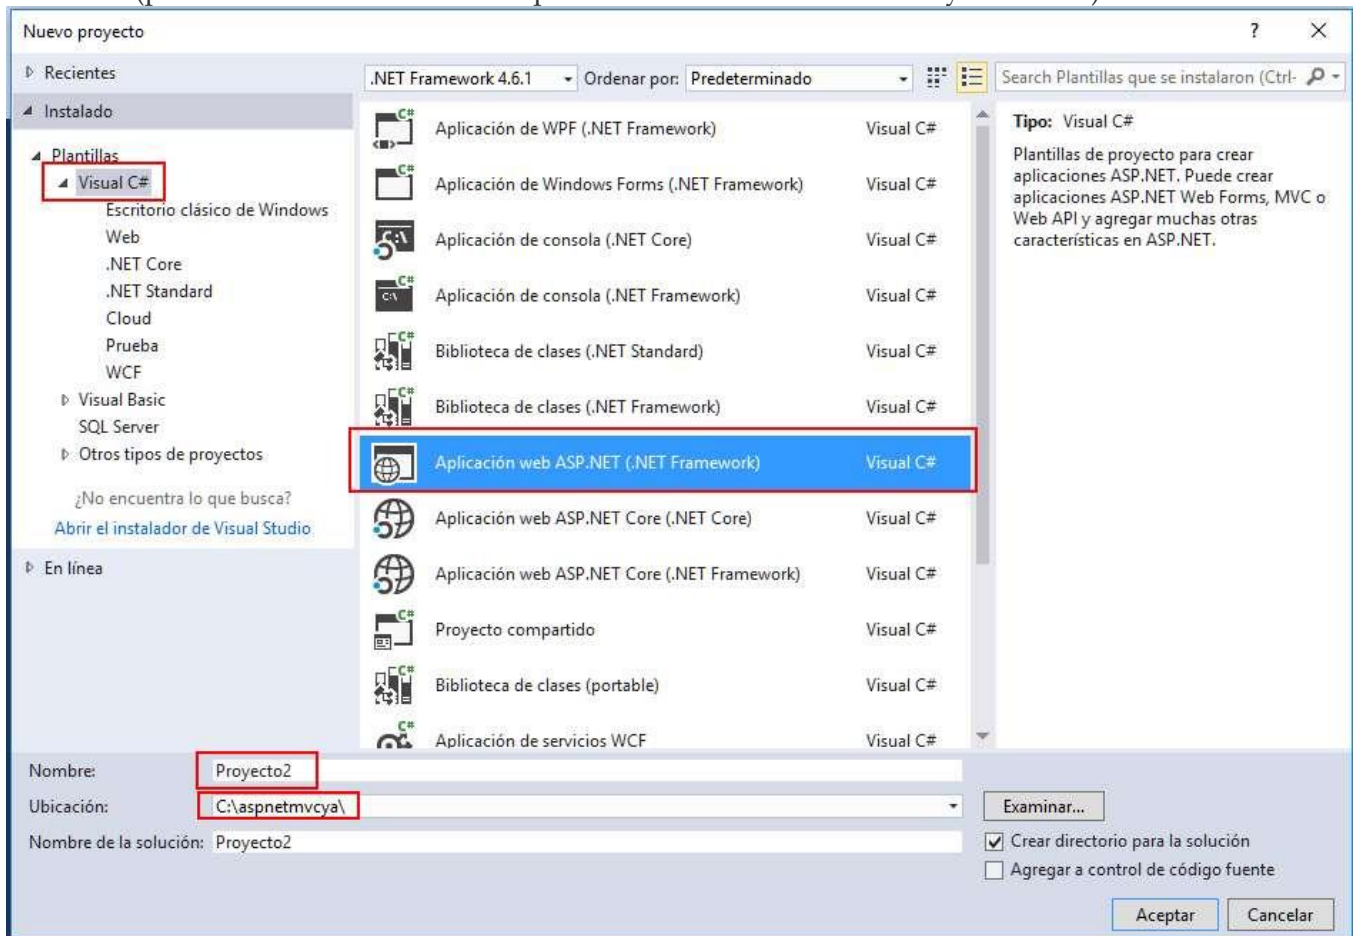 Nuevo proyecto ? ×
Recientes
Instalado
Plantillas
Visual C#
Escritorio clásico de Windows
Web
.NET Core
.NET Standard
Cloud
Prueba
WCF
Visual Basic
SQL Server
Otros tipos de proyectos
¿No encuentra lo que busca?
Abrir el instalador de Visual Studio
En línea
.NET Framework 4.6.1 Ordenar por: Predeterminado
Search Plantillas que se instalaron (Ctrl-
Aplicación de WPF (.NET Framework) Visual C#
Aplicación de Windows Forms (.NET Framework) Visual C#
Aplicación de consola (.NET Core) Visual C#
Aplicación de consola (.NET Framework) Visual C#
Biblioteca de clases (.NET Standard) Visual C#
Biblioteca de clases (.NET Framework) Visual C#
Aplicación web ASP.NET (.NET Framework) Visual C#
Aplicación web ASP.NET Core (.NET Core) Visual C#
Aplicación web ASP.NET Core (.NET Framework) Visual C#
Proyecto compartido Visual C#
Biblioteca de clases (portable) Visual C#
Aplicación de servicios WCF Visual C#
Tipo: Visual C#
Plantillas de proyecto para crear
aplicaciones ASP.NET. Puede crear
aplicaciones ASP.NET Web Forms, MVC o
Web API y agregar muchas otras
características en ASP.NET.
Nombre: Proyecto2
Ubicación: C:\aspnetmvcya\
Nombre de la solución: Proyecto2
Examinar...
Crear directorio para la solución
Agregar a control de código fuente
Aceptar Cancelar